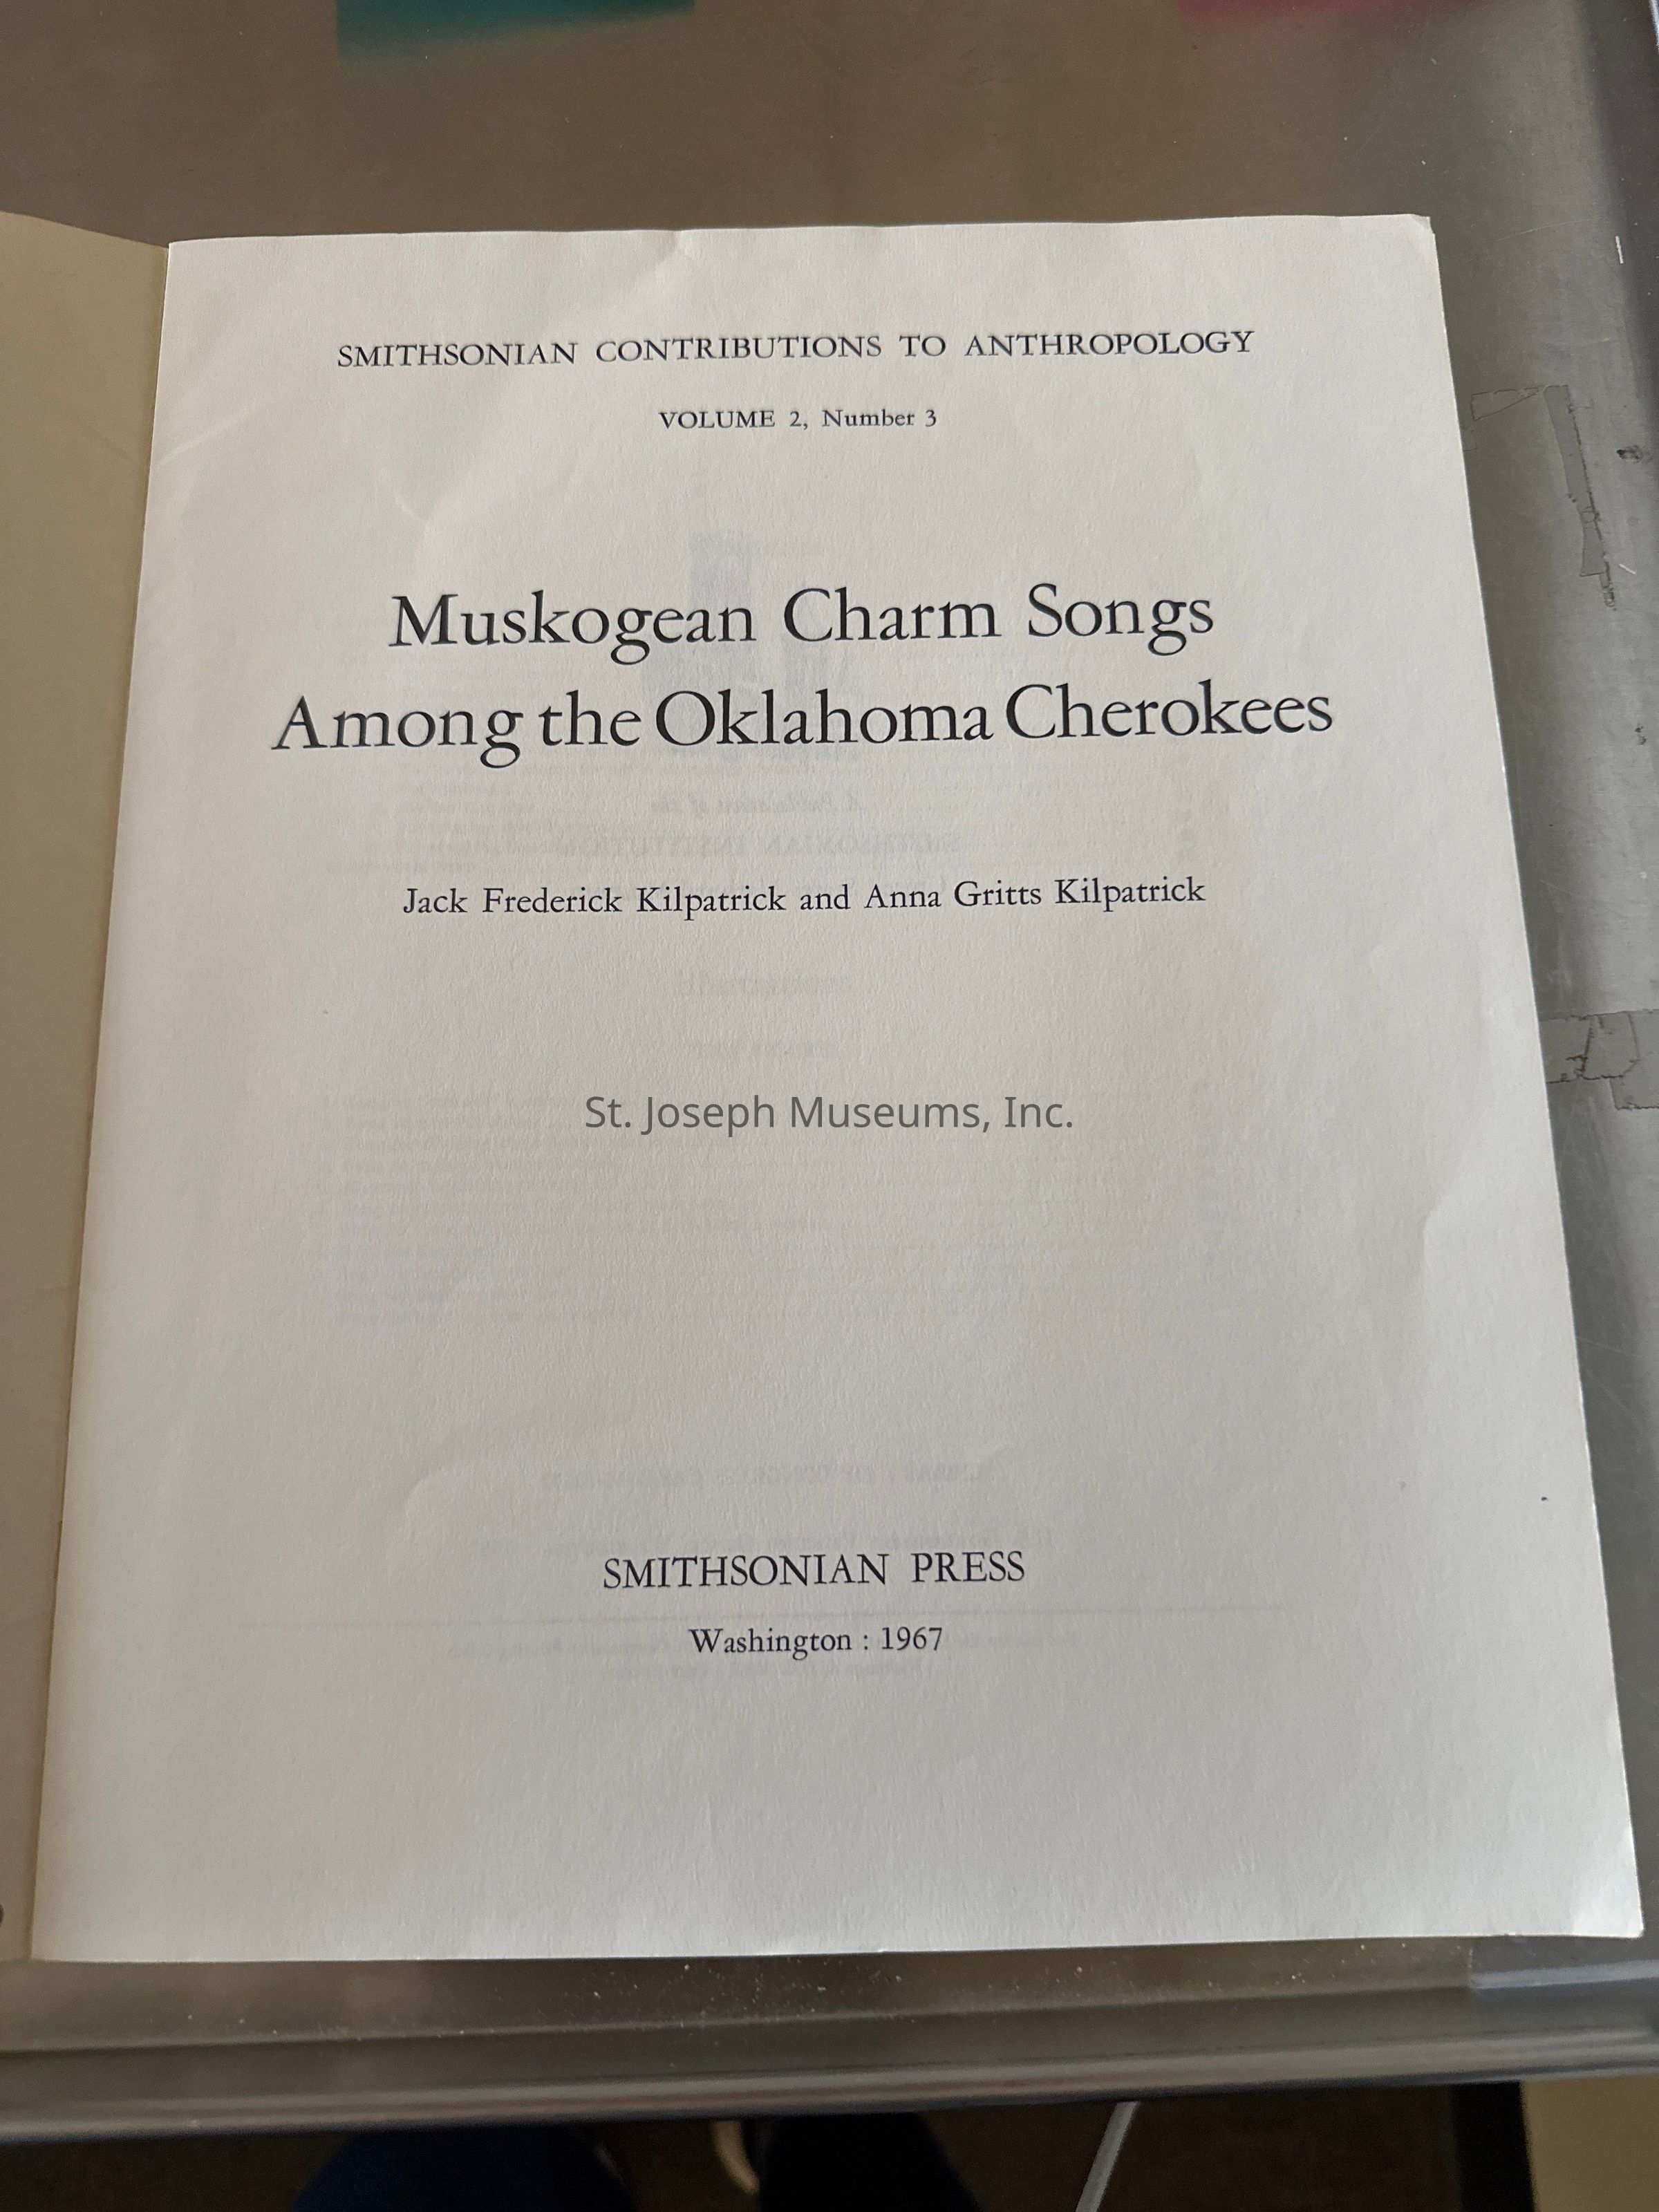 SMITHSONIAN CONTRIBUTIONS TO ANTHROPOLOGY
VOLUME 2, Number 3
Muskogean Charm Songs
Among the Oklahoma Cherokees
Jack Frederick Kilpatrick and Anna Gritts Kilpatrick
St. Joseph Museums, Inc.
SMITHSONIAN PRESS
Washington : 1967